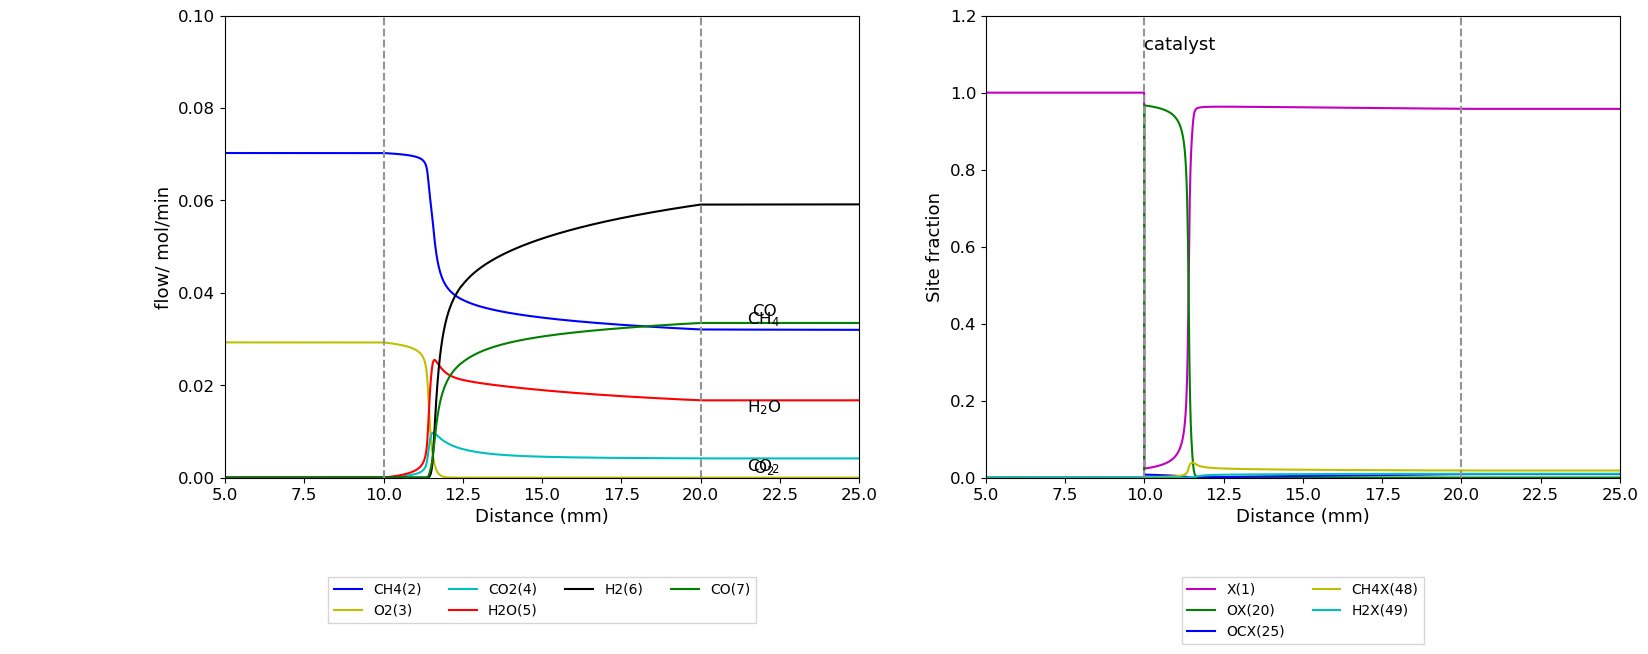 0.10
0.08
0.06
0.04
0.02
0.00
flow/ mol/min
5.0 7.5 10.0 12.5 15.0 17.5 20.0 22.5 25.0
Distance (mm)
CO
CH4
H2O
CO2
O2
CH4(2) CO2(4) H2(6) CO(7)
O2(3) H2O(5)
1.2
1.0
0.8
0.6
0.4
0.2
0.0
Site fraction
catalyst
5.0 7.5 10.0 12.5 15.0 17.5 20.0 22.5 25.0
Distance (mm)
X(1) CH4X(48)
OX(20) H2X(49)
OCX(25)